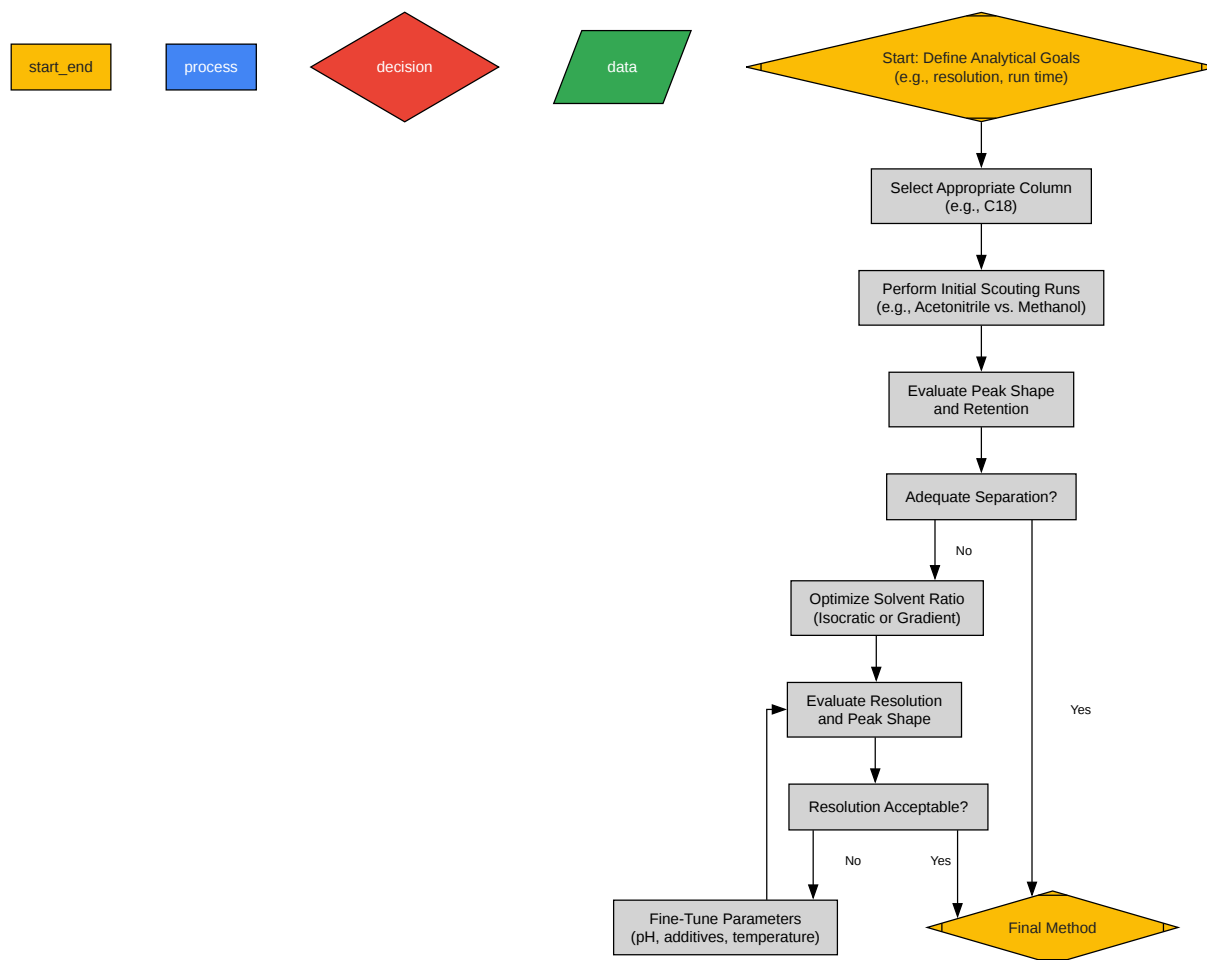 start_end
process
decision
data
Start: Define Analytical Goals
(e.g., resolution, run time)
Select Appropriate Column
(e.g., C18)
Perform Initial Scouting Runs
(e.g., Acetonitrile vs. Methanol)
Evaluate Peak Shape
and Retention
Adequate Separation?
No
Optimize Solvent Ratio
(Isocratic or Gradient)
Evaluate Resolution
and Peak Shape
Yes
Resolution Acceptable?
No
Yes
Fine-Tune Parameters
(pH, additives, temperature)
Final Method